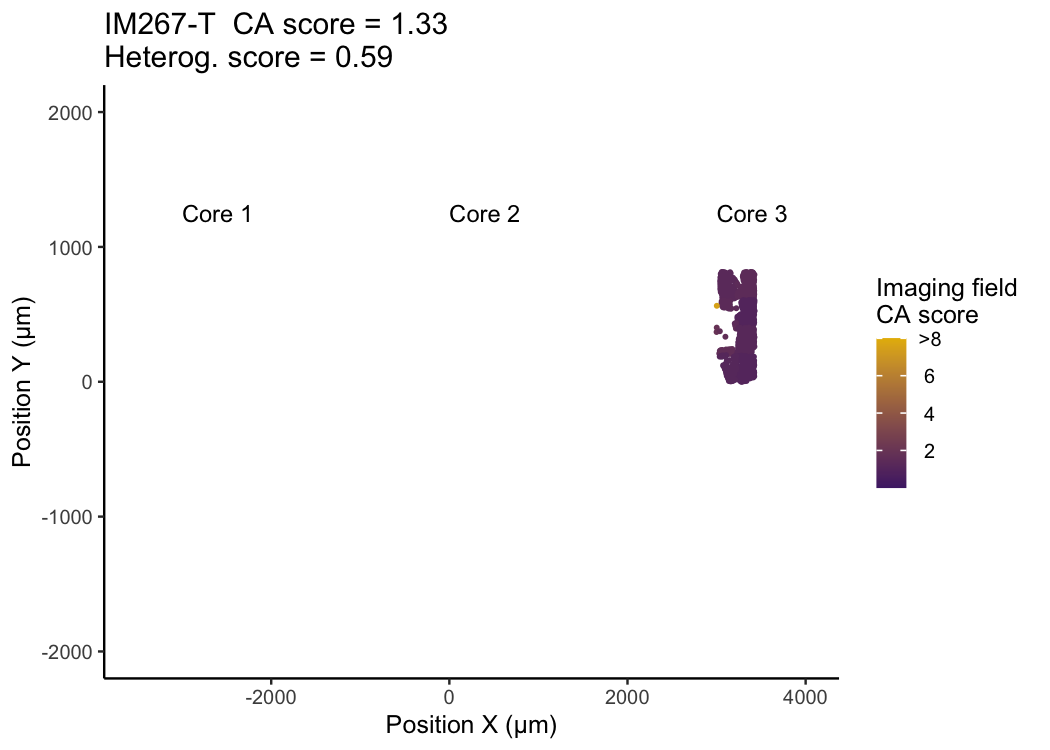 IM267-T  CA score = 1.33
Heterog. score = 0.59
2000
1000
0
-1000
-2000
Position Y (µm)
Core 1
Core 2
Core 3
-2000
0
2000
4000
Position X (µm)
Imaging field
CA score
>8
6
4
2